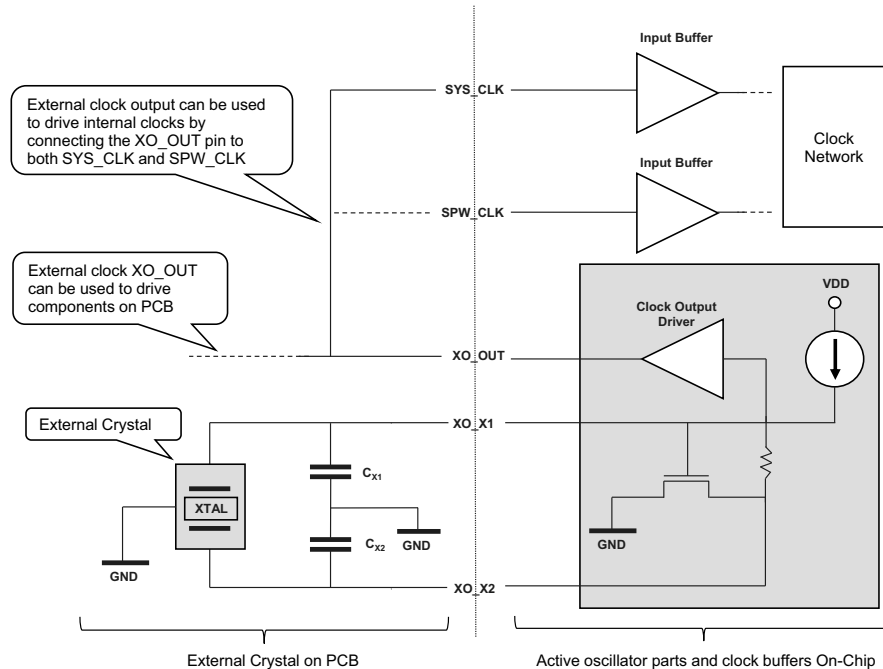 Input Buffer
SYS_CLK
External clock output can be used
to drive internal clocks by
connecting the XO_OUT pin to
both SYS_CLK and SPW_CLK
Clock
Network
Input Buffer
SPW_CLK
External clock XO_OUT
can be used to drive
components on PCB
VDD
Clock Output
Driver
XO_OUT
External Crystal
XO_X1
CX1
XTAL
CX2
GND
GND
GND
XO_X2
External Crystal on PCB
Active oscillator parts and clock buffers On-Chip